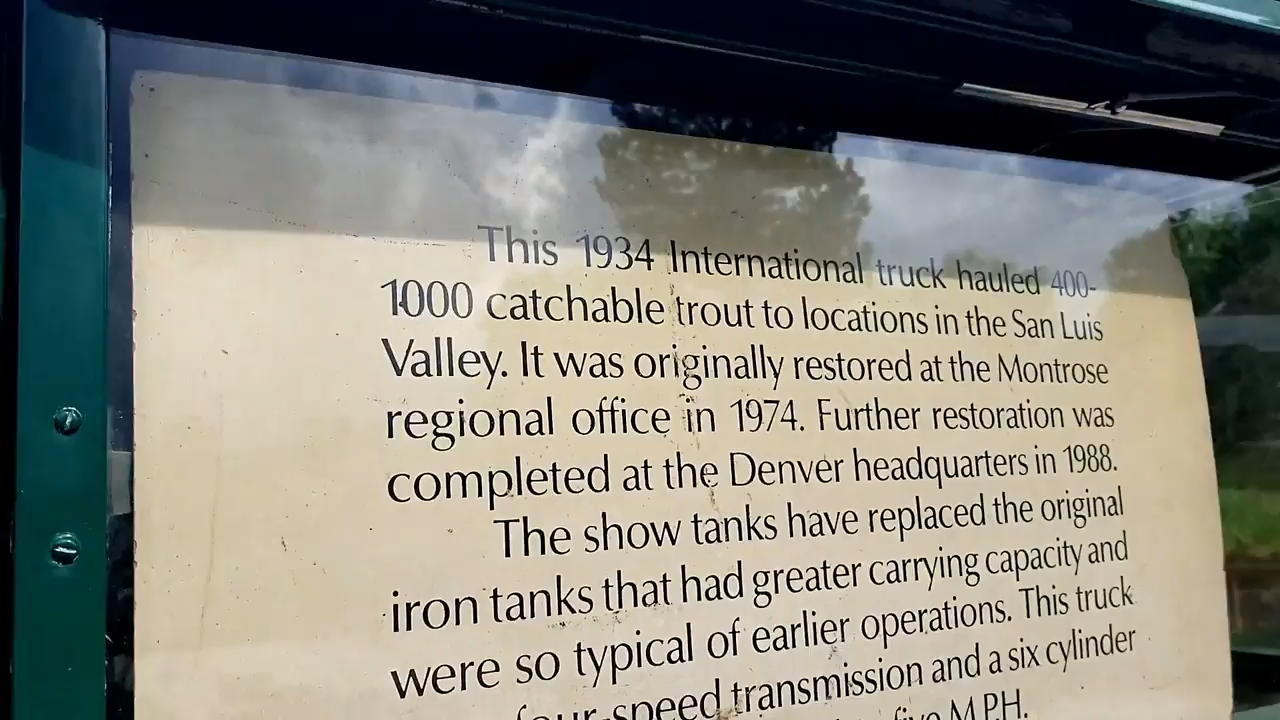 This 1934 International truck hauled 400-
1000 catchable trout to locations in the San Luis
Valley. It was originally restored at the Montrose
regional office in 1974. Further restoration was
completed at the Denver headquarters in 1988.
The show tanks have replaced the original
iron tanks that had greater carrying capacity and
were so typical of earlier operations. This truck
four-speed transmission and a six cylinder
five M.P.H.